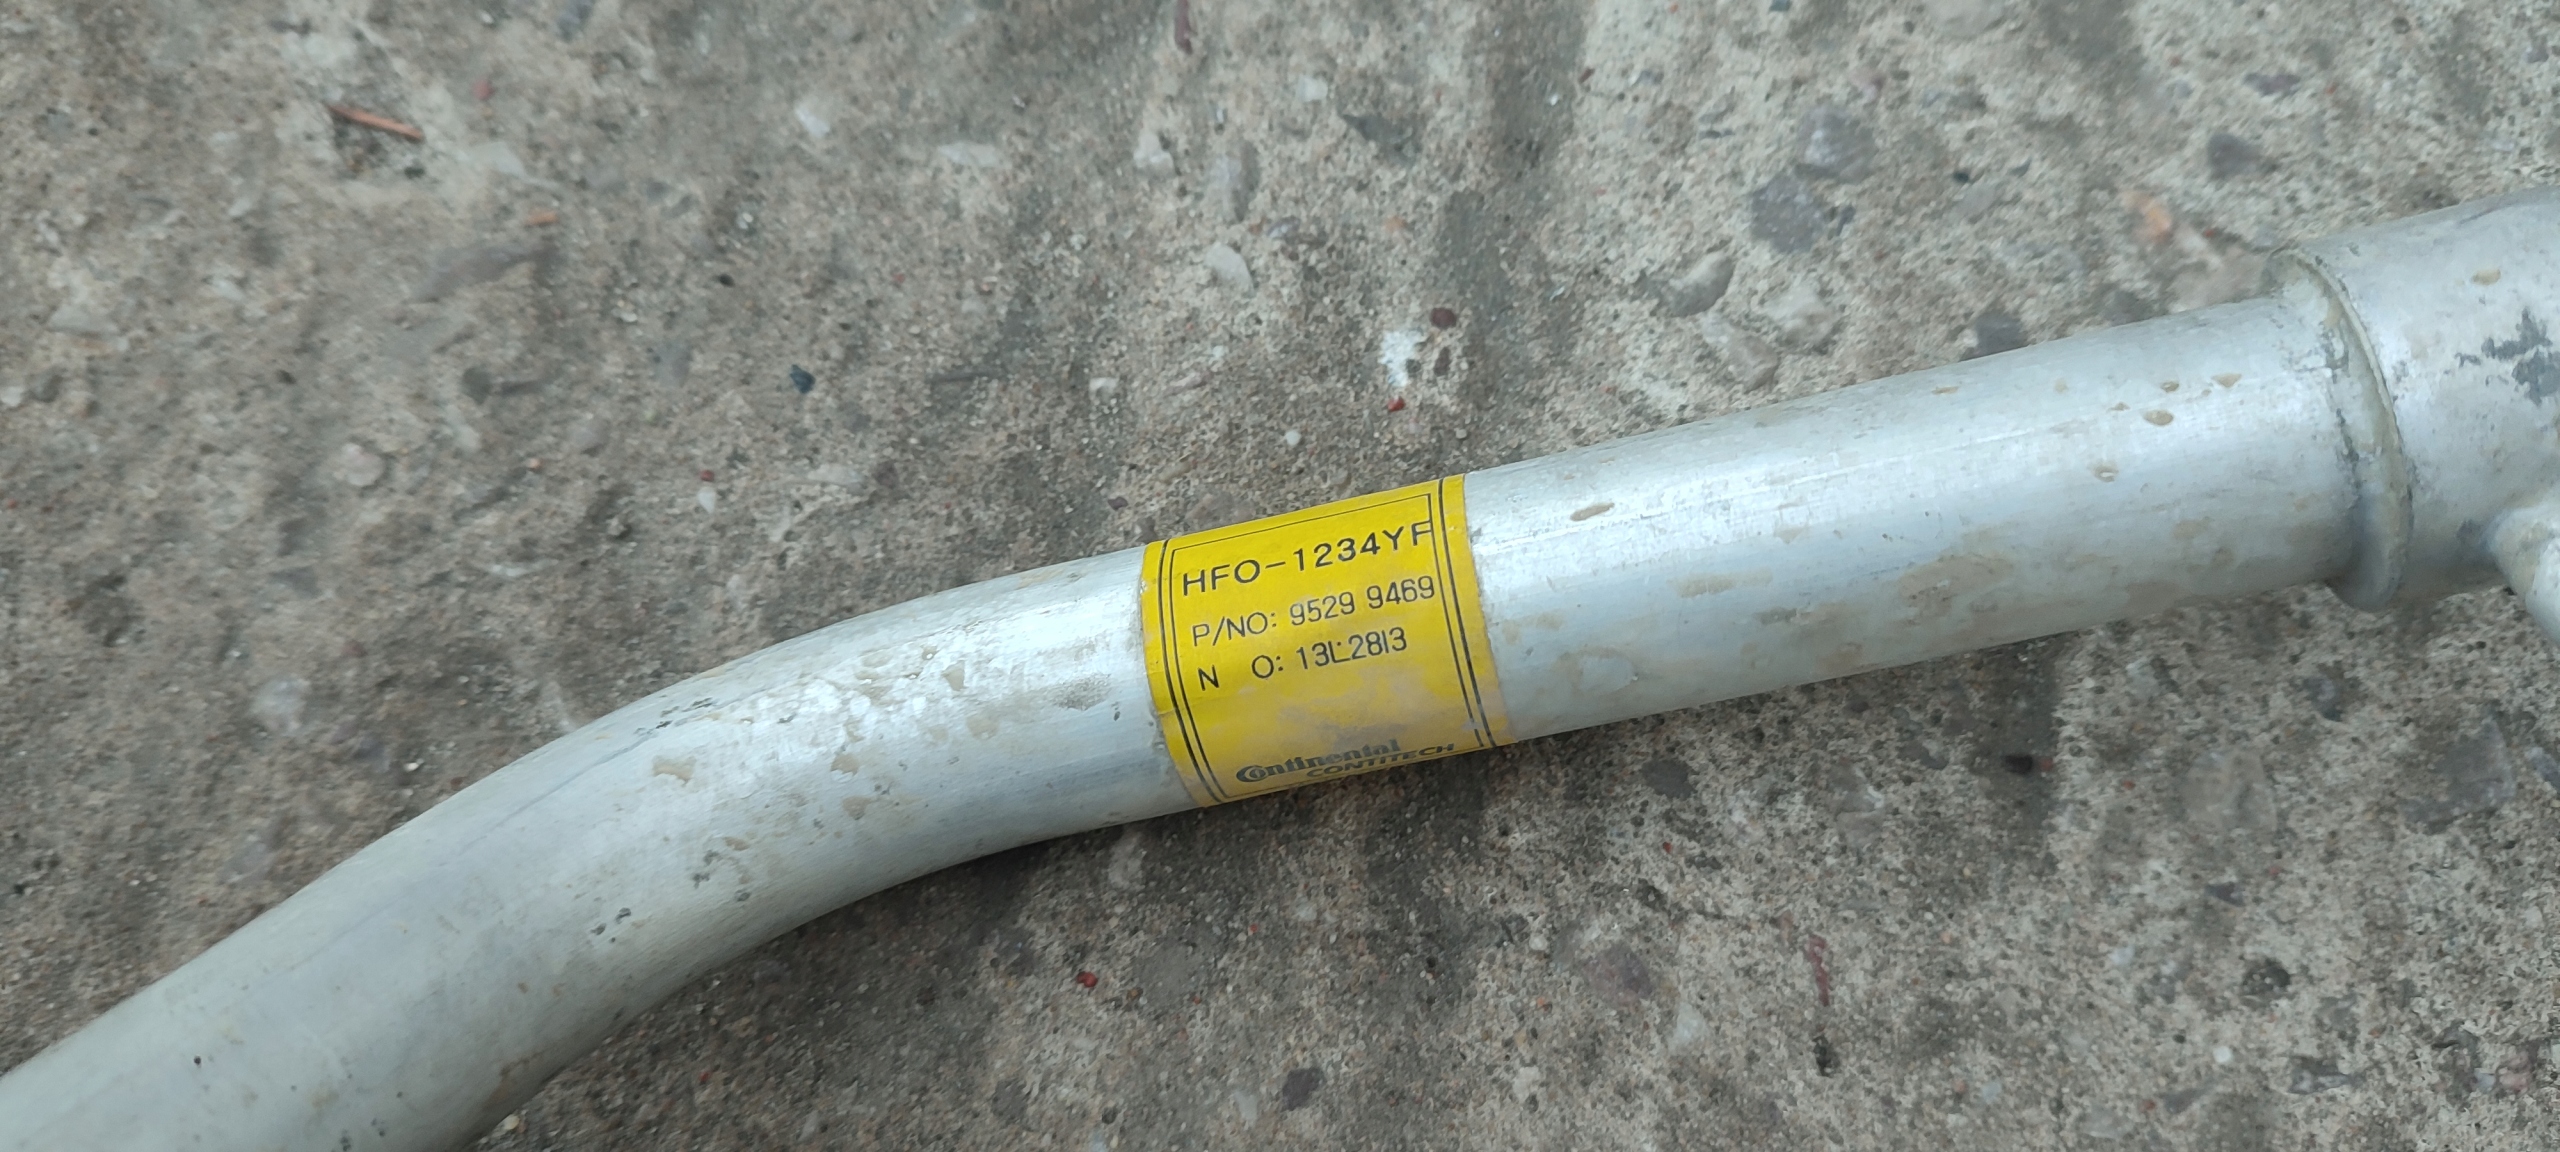 HFO-1234YF
P/NO: 9529 9469
N O: 13L2813
Continental
CONTITECH